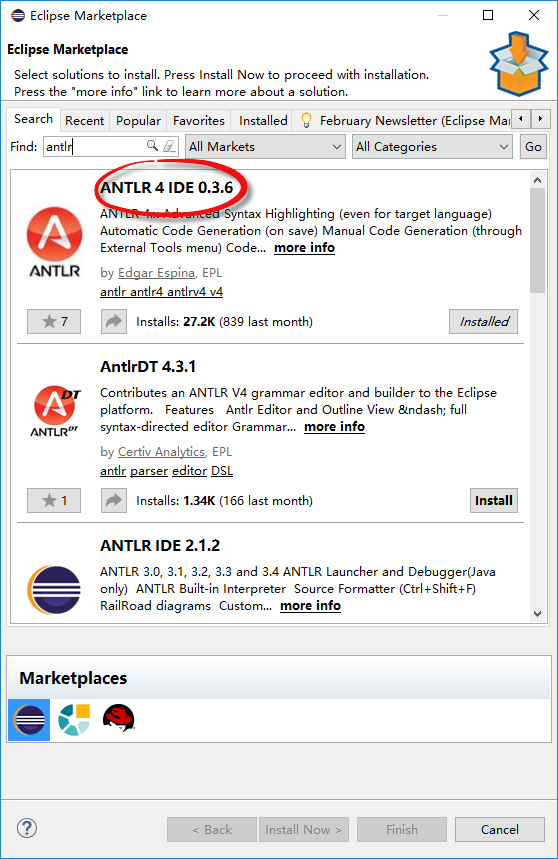 Eclipse Marketplace
Eclipse Marketplace
Select solutions to install. Press Install Now to proceed with installation.
Press the "more info" link to learn more about a solution.
Search Recent Popular Favorites Installed February Newsletter (Eclipse Mar
Find: antlr All Markets All Categories Go
ANTLR 4 IDE 0.3.6
ANTLR 4.x: Advanced Syntax Highlighting (even for target language)
Automatic Code Generation (on save) Manual Code Generation (through
External Tools menu) Code... more info
ANTLR
by Edgar Espina, EPL
antlr antlr4 antlrv4 v4
7 Installs: 27.2K (839 last month) Installed
AntlrDT 4.3.1
Contributes an ANTLR V4 grammar editor and builder to the Eclipse
platform. Features Antlr Editor and Outline View &ndash; full
syntax-directed editor Grammar... more info
DT
ANTLR DT
by Certiv Analytics, EPL
antlr parser editor DSL
1 Installs: 1.34K (166 last month) Install
ANTLR IDE 2.1.2
ANTLR 3.0, 3.1, 3.2, 3.3 and 3.4 ANTLR Launcher and Debugger(Java
only) ANTLR Built-in Interpreter Source Formatter (Ctrl+Shift+F)
RailRoad diagrams Custom... more info
Marketplaces
? < Back Install Now > Finish Cancel